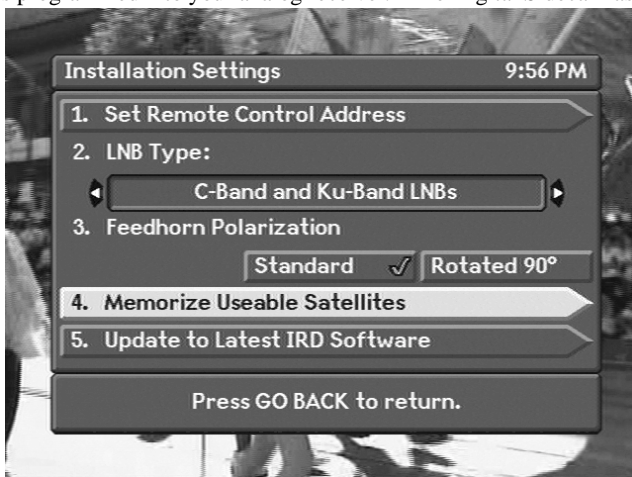 Installation Settings 9:56 PM
1. Set Remote Control Address
2. LNB Type:
C-Band and Ku-Band LNBs
3. Feedhorn Polarization
Standard Rotated 90°
4. Memorize Useable Satellites
5. Update to Latest IRD Software
Press GO BACK to return.